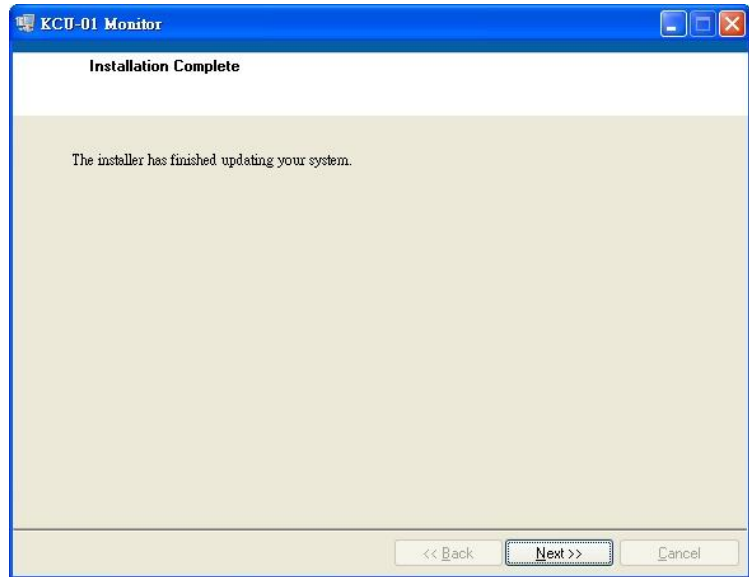 KCU-01 Monitor
Installation Complete
The installer has finished updating your system.
<< Back Next >> Cancel